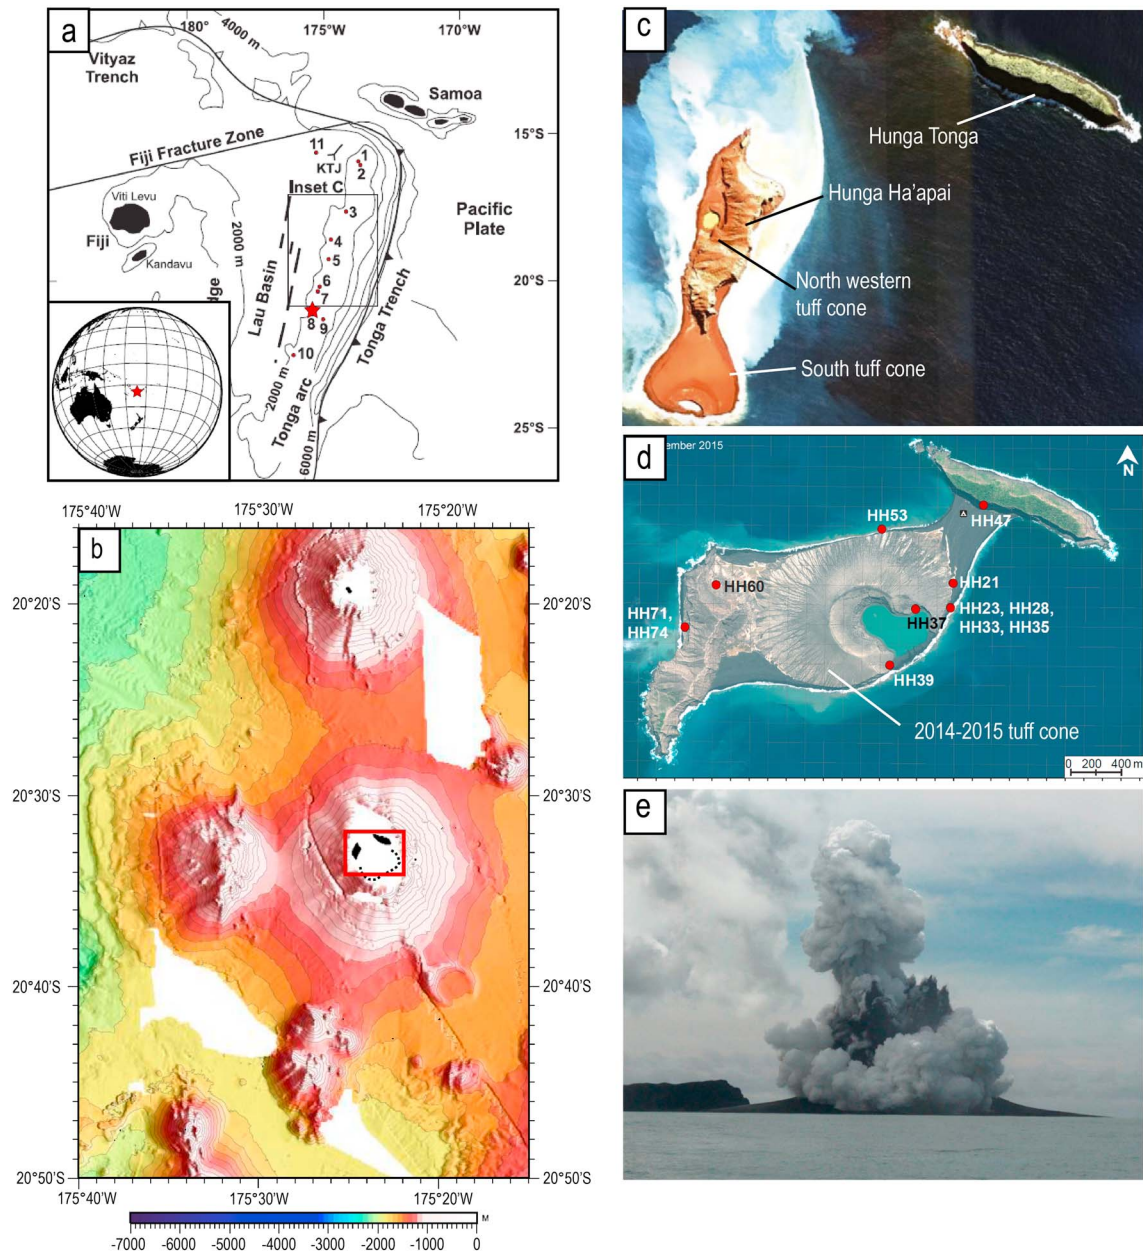 a
180°
175°W
170°W
4000 m
Vityaz
Trench
Samoa
15°S
Fiji Fracture Zone
11
KTJ
1
2
Inset C
Viti Levu
3
Pacific
Plate
Fiji
Kandavu
2000 m
4
5
20°S
Lau Basin
6
7
8
9
Tonga Trench
10
2000 m
Tonga arc
6000 m
25°S
b
175°40'W
175°30'W
175°20'W
20°20'S
20°20'S
20°30'S
20°30'S
20°40'S
20°40'S
20°50'S
20°50'S
175°40'W
175°30'W
175°20'W
M
-7000
-6000
-5000
-4000
-3000
-2000
-1000
0
c
Hunga Tonga
Hunga Ha'apai
North western
tuff cone
South tuff cone
d
2015
N
HH53
HH47
HH60
HH21
HH71,
HH74
HH37
HH23, HH28,
HH33, HH35
HH39
2014-2015 tuff cone
0 200 400 m
e